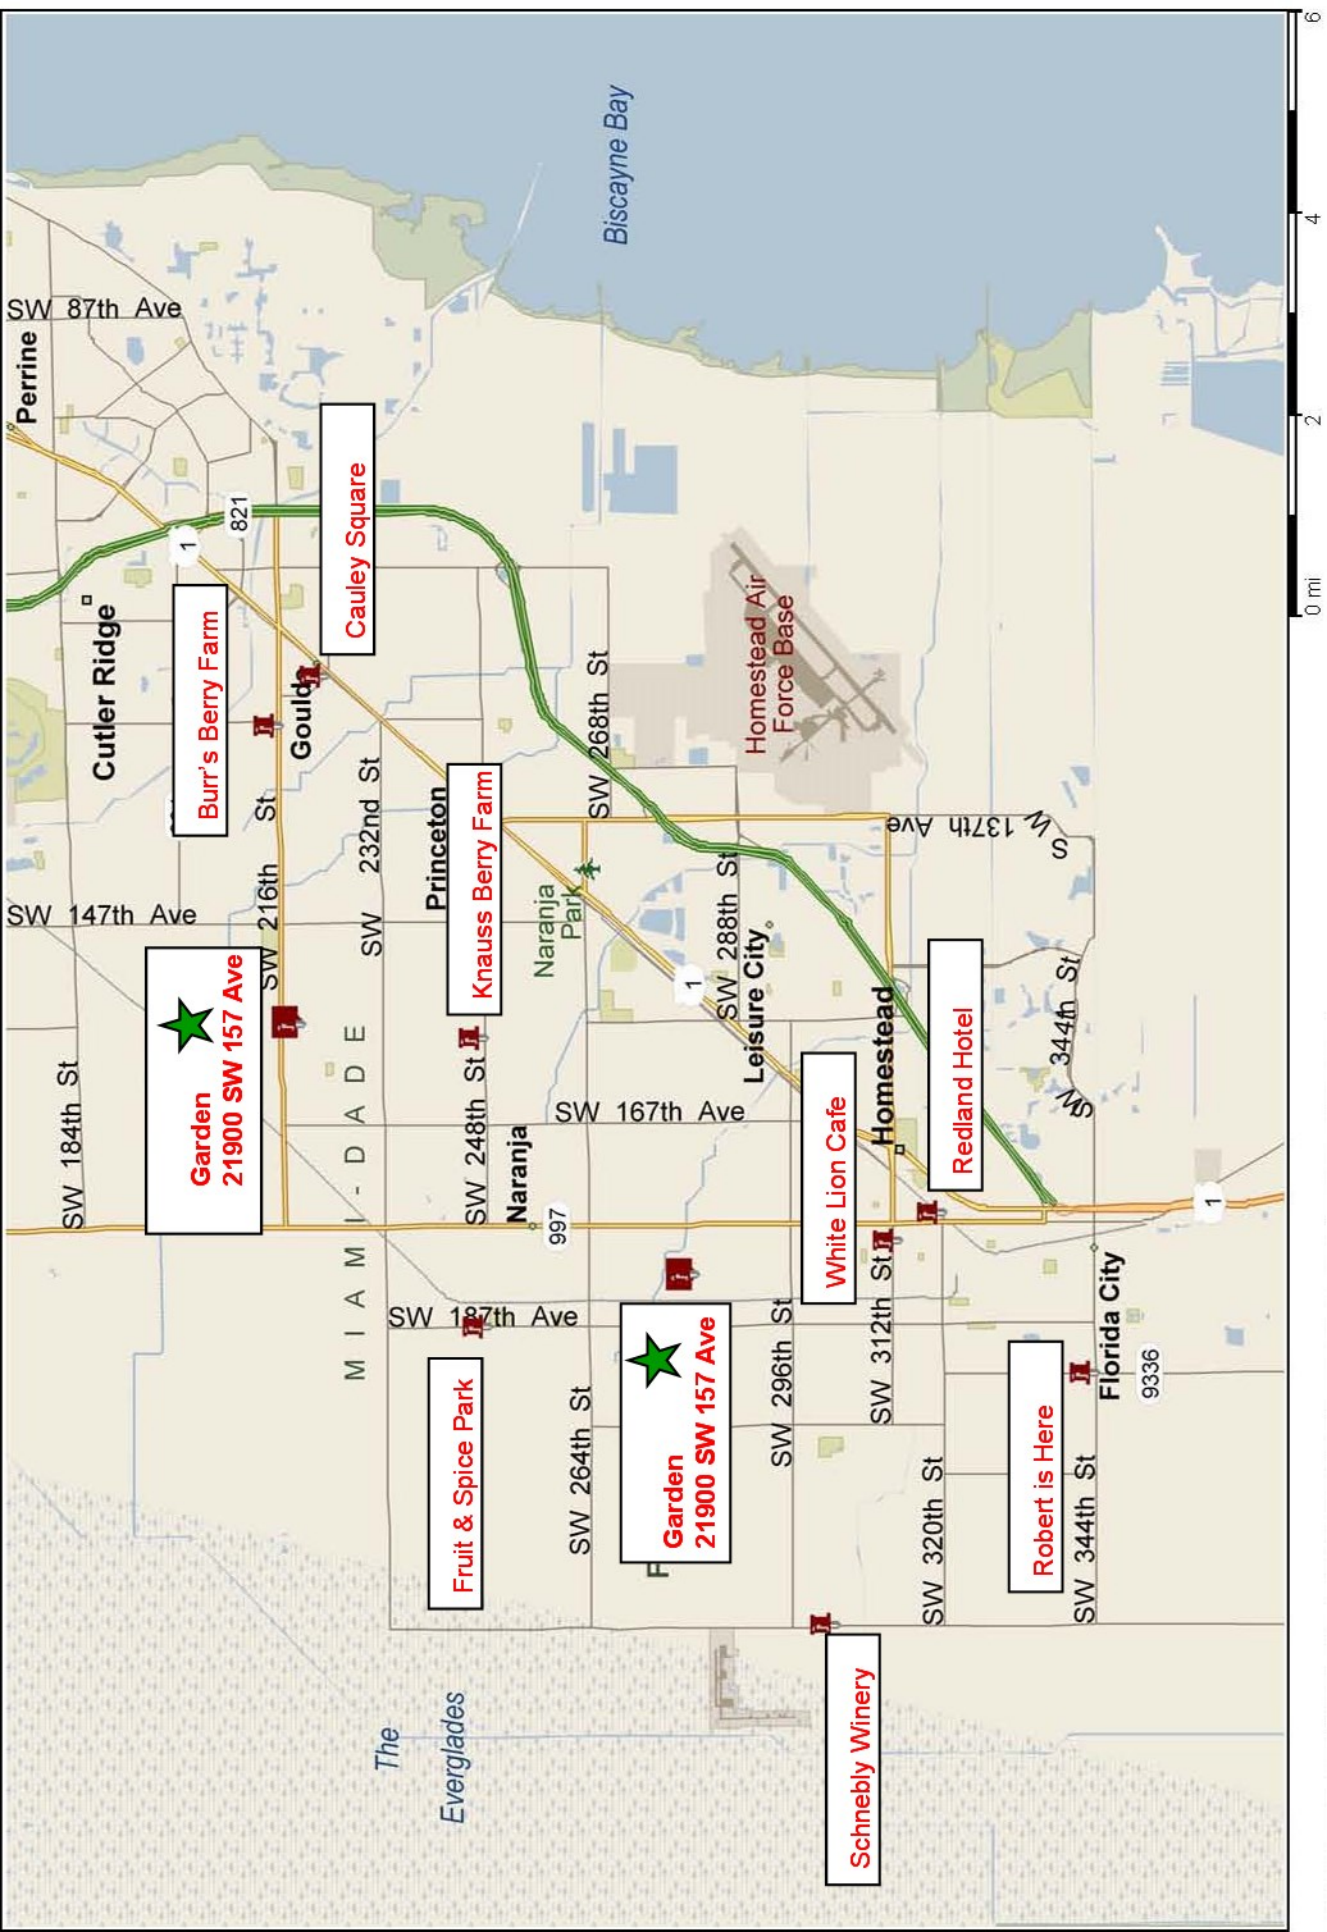 Perrine
SW 87th Ave
SW 184th St
Cutler Ridge
SW 147th Ave
1
821
Burr's Berry Farm
Garden
21900 SW 157 Ave
SW 216th St
Goulds
Cauley Square
MIAMI-DADE
SW 232nd St
The
Everglades
Princeton
Fruit & Spice Park
SW 187th Ave
SW 248th St
Knauss Berry Farm
Naranja
997
Naranja
Park
SW 264th St
SW 268th St
Biscayne Bay
SW 167th Ave
F
Garden
21900 SW 157 Ave
1
SW 288th St
Leisure City
Homestead Air
Force Base
SW 296th St
White Lion Cafe
Schnebly Winery
SW 312th St
Homestead
SW 137th Ave
SW 320th St
Redland Hotel
Robert is Here
SW 344th St
SW 344th St
Florida City
9336
1
0 mi
2
4
6